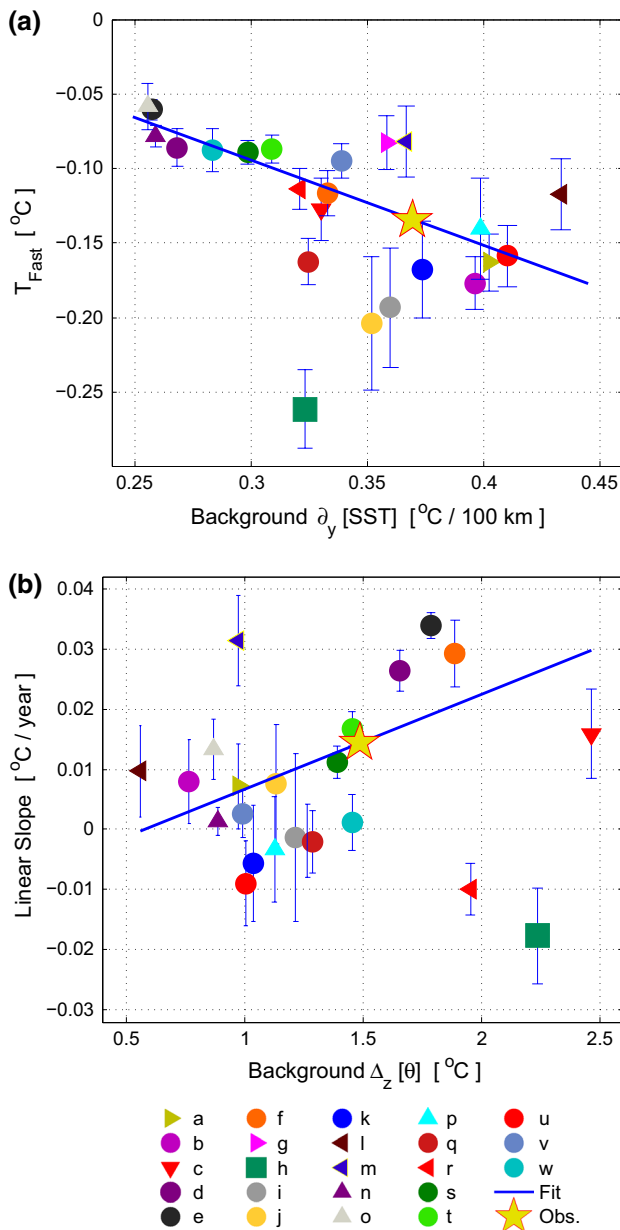 (a)
0
−0.05
−0.10
−0.15
−0.20
−0.25
T_Fast [ °C]
0.25 0.3 0.35 0.4 0.45
Background ∂_y [SST] [ °C / 100 km ]
(b)
0.04
0.03
0.02
0.01
0
−0.01
−0.02
−0.03
Linear Slope [ °C / year ]
0.5 1 1.5 2 2.5
Background Δ_z [θ] [ °C ]
a f k p u
b g l q v
c h m r w
d i n s Fit
e j o t Obs.